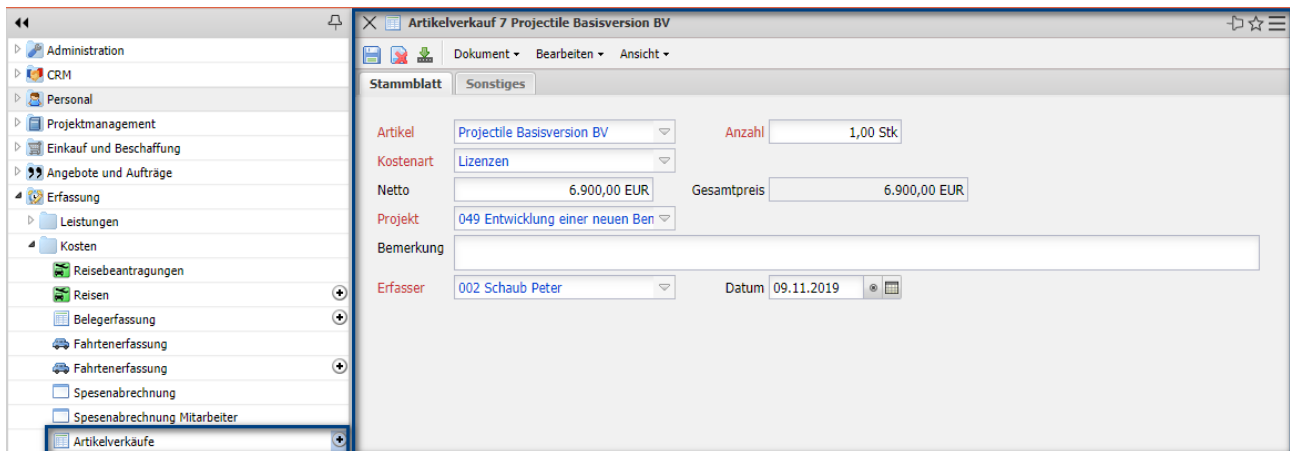 Administration
CRM
Personal
Projektmanagement
Einkauf und Beschaffung
Angebote und Aufträge
Erfassung
Leistungen
Kosten
Reisebeantragungen
Reisen
Belegerfassung
Fahrtenerfassung
Fahrtenerfassung
Spesenabrechnung
Spesenabrechnung Mitarbeiter
Artikelverkäufe
Artikelverkauf 7 Projectile Basisversion BV
Dokument Bearbeiten Ansicht
Stammblatt Sonstiges
Artikel Projectile Basisversion BV Anzahl 1,00 Stk
Kostenart Lizenzen
Netto 6.900,00 EUR Gesamtpreis 6.900,00 EUR
Projekt 049 Entwicklung einer neuen Ben
Bemerkung
Erfasser 002 Schaub Peter Datum 09.11.2019